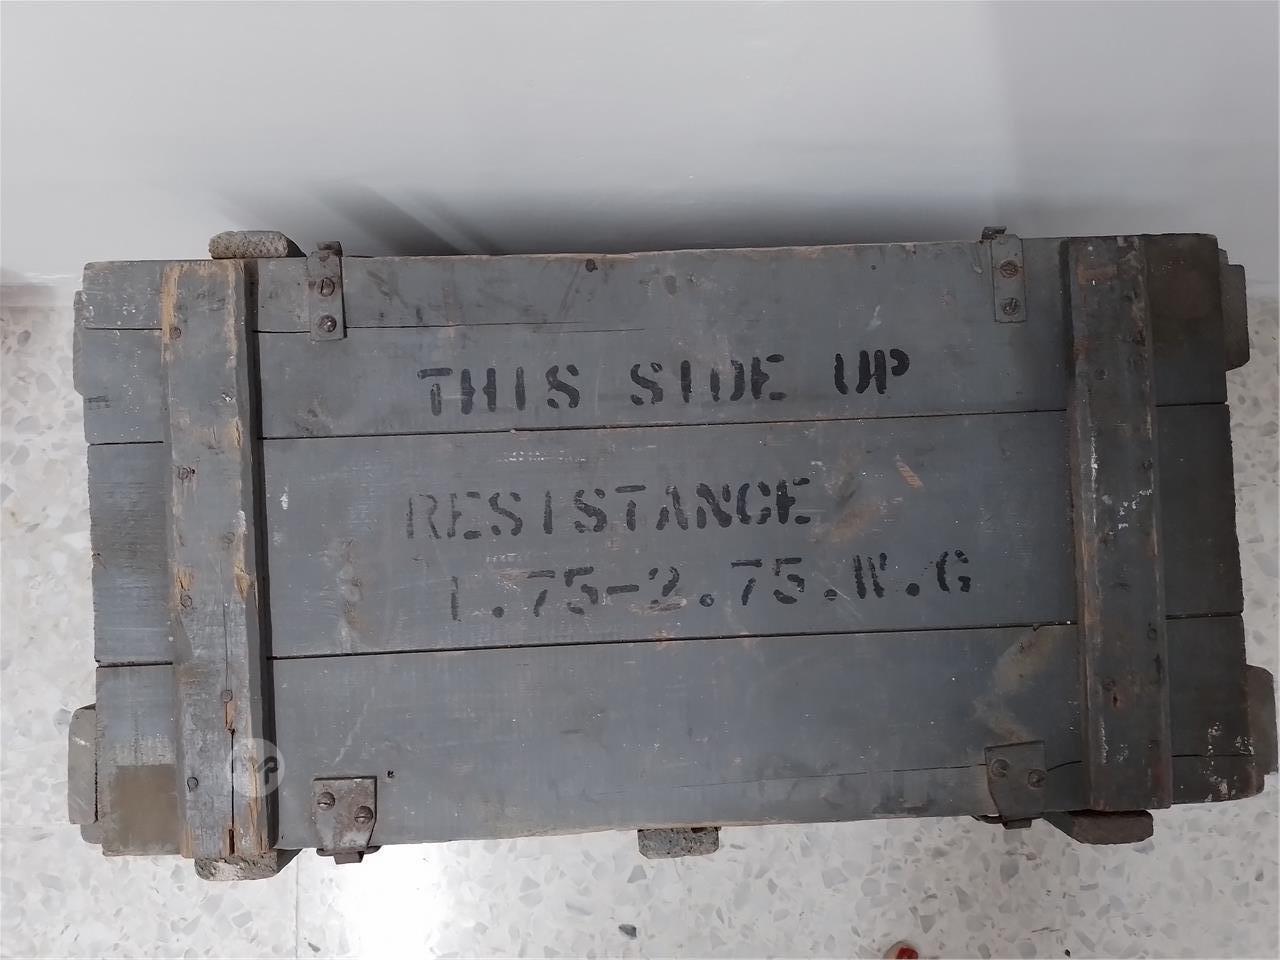 THIS SIDE UP
RESISTANCE
1.75-2.75.W.G